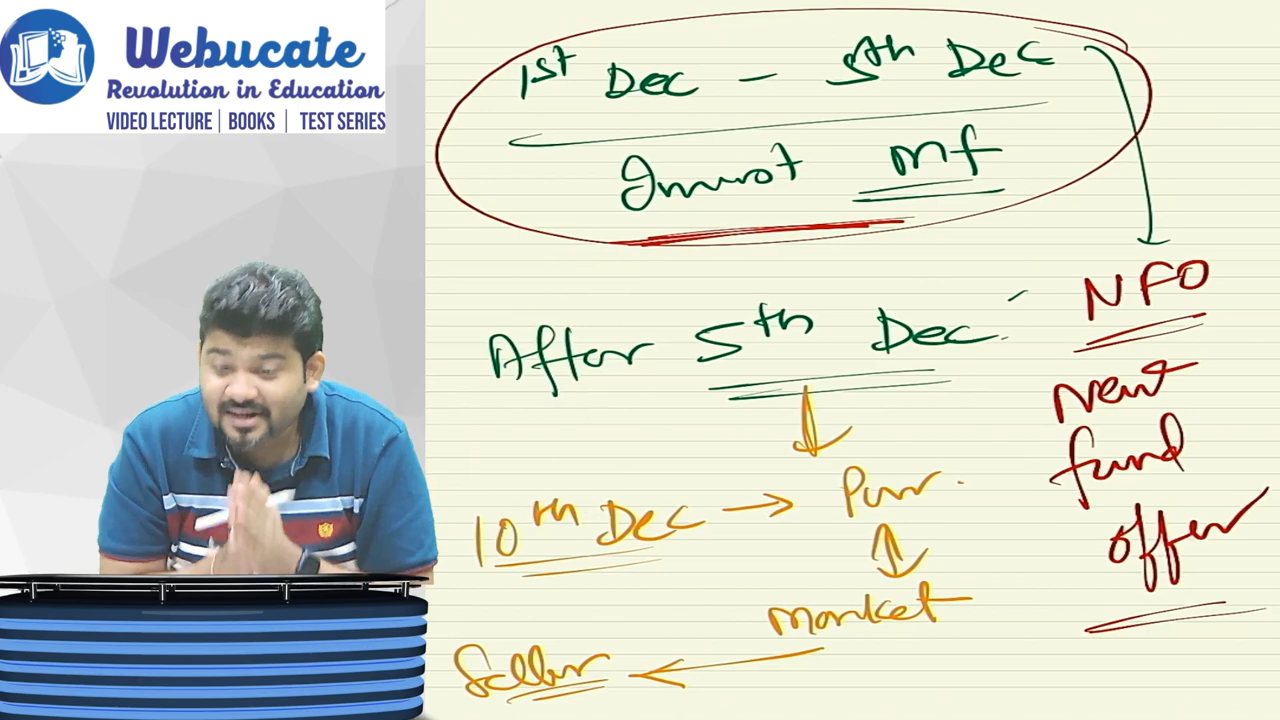 Webucate
Revolution in Education
VIDEO LECTURE | BOOKS | TEST SERIES
1st Dec - 5th Dec
Invest MF
NFO
New
fund
offer
After 5th Dec.
10th Dec → Pur.
Market
Seller